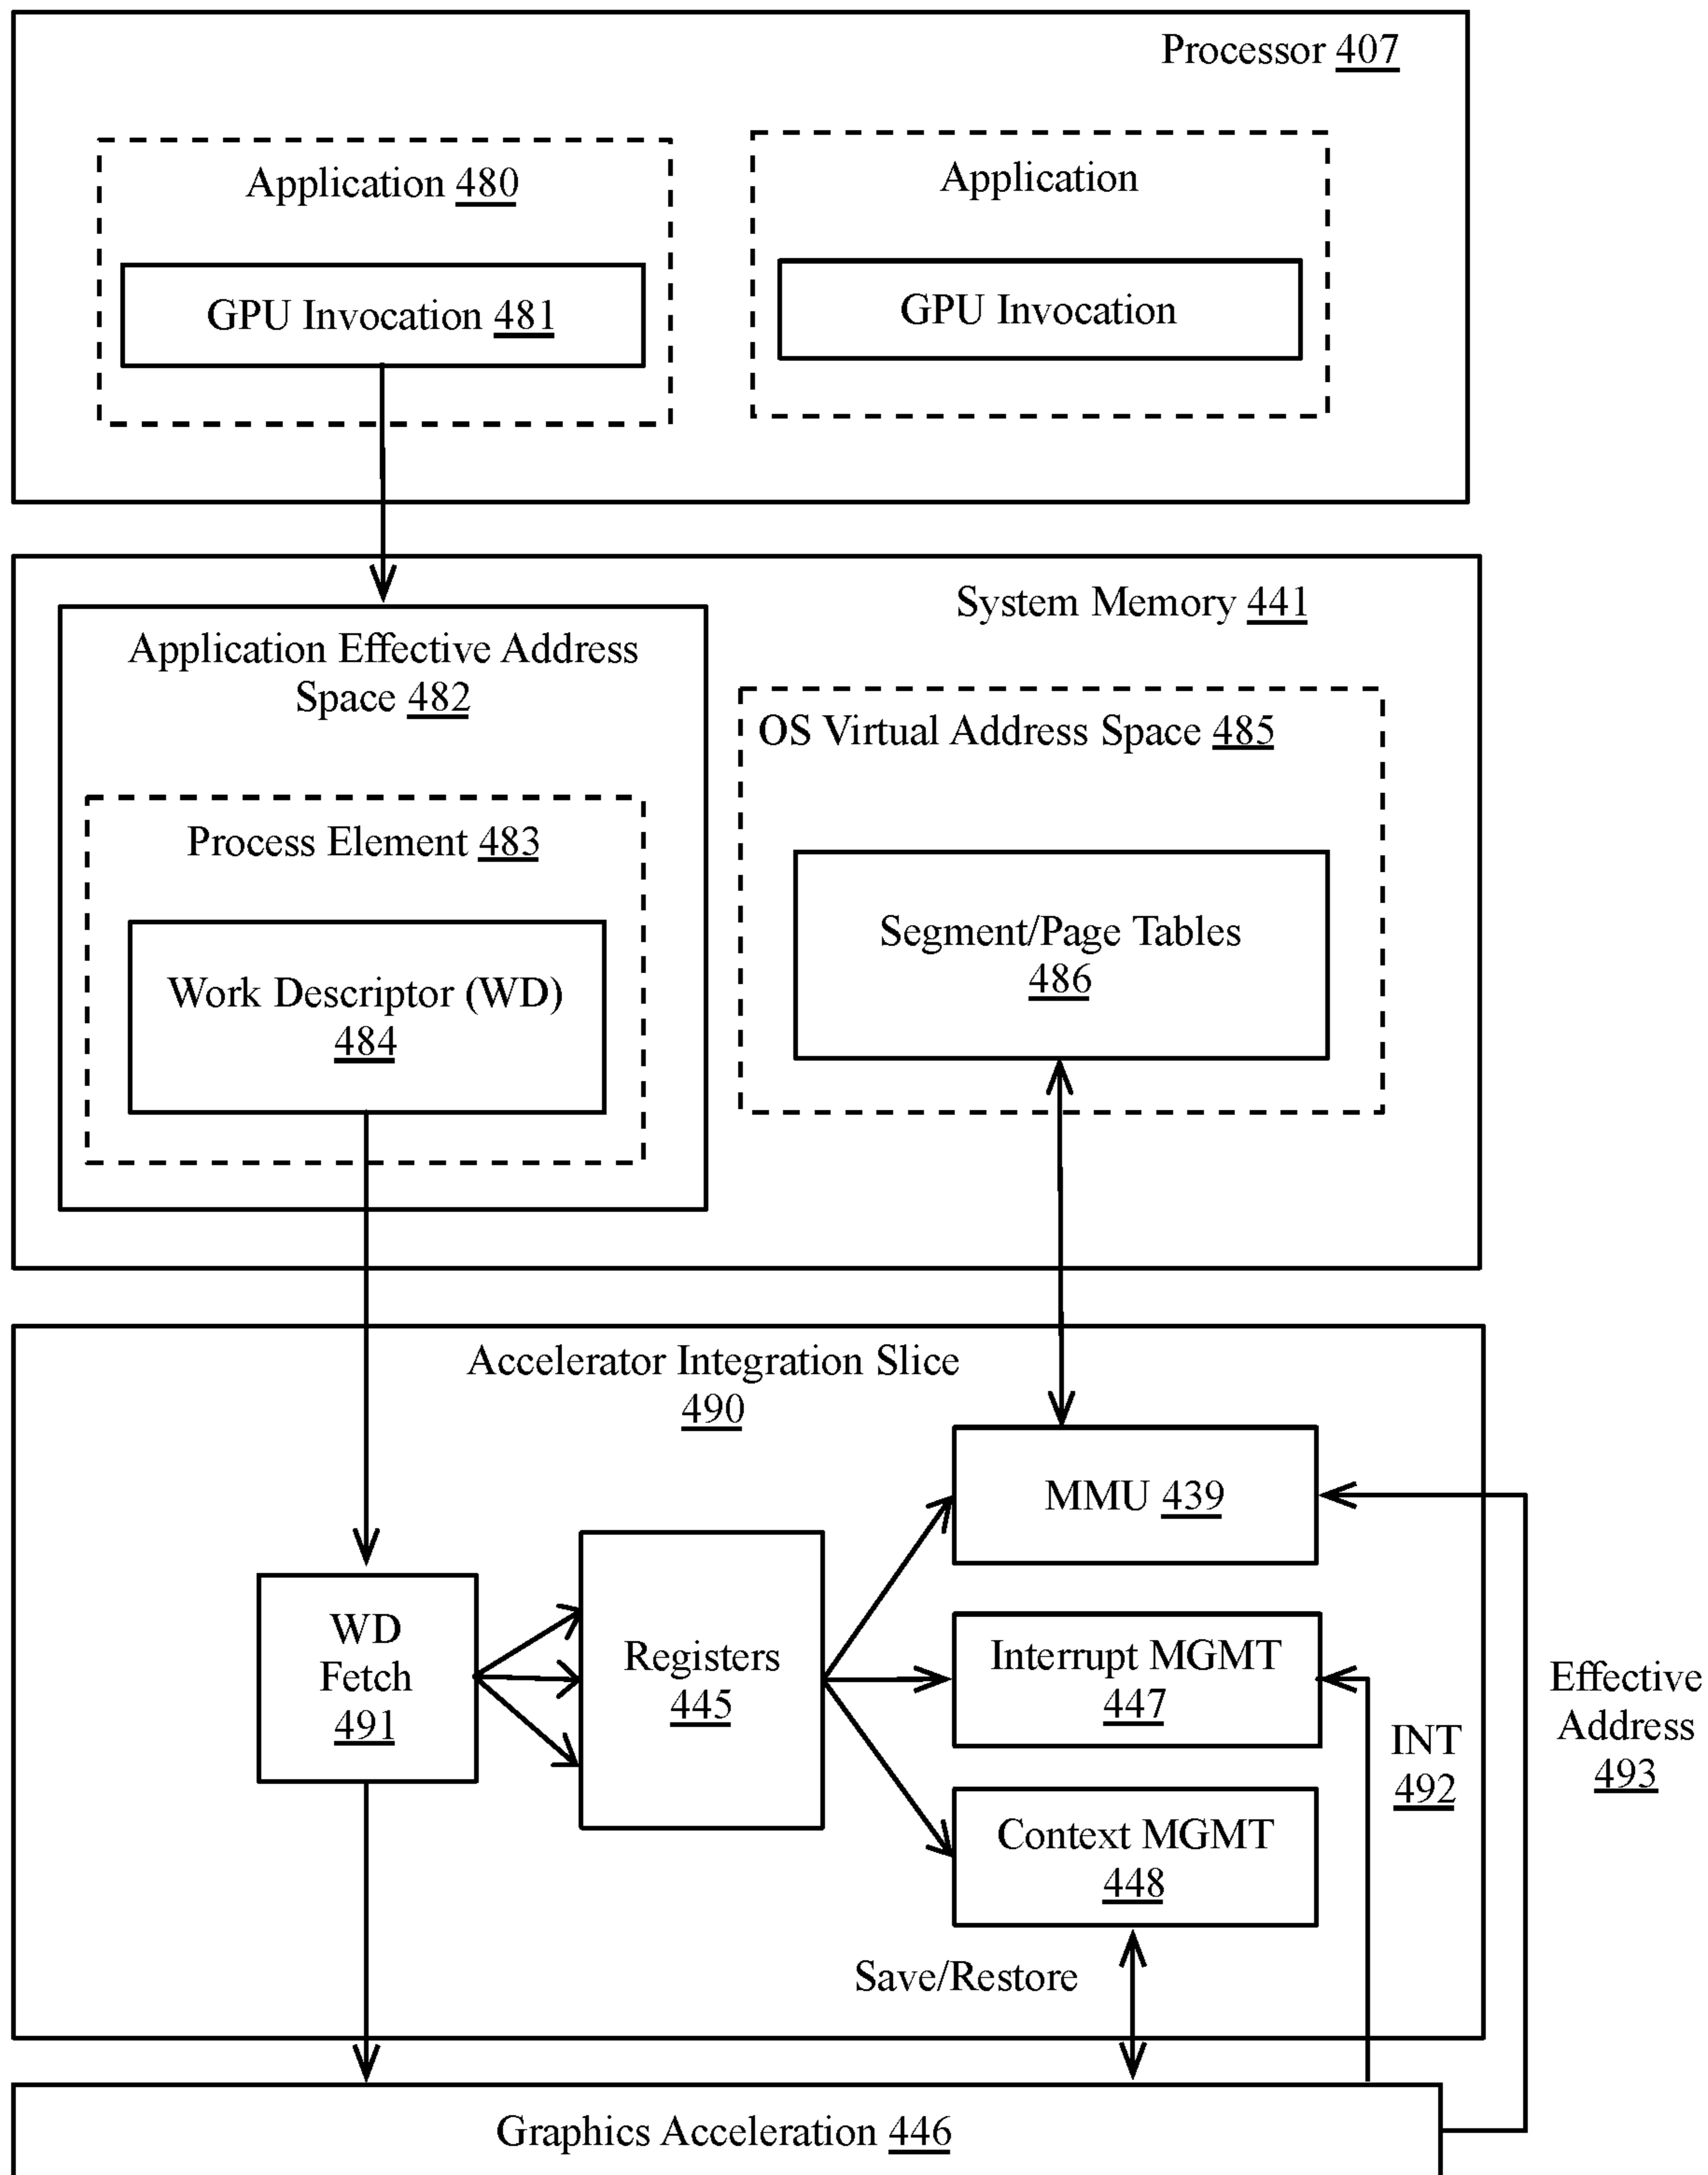 Processor 407
Application 480
Application
GPU Invocation 481
GPU Invocation
System Memory 441
Application Effective Address
Space 482
OS Virtual Address Space 485
Process Element 483
Segment/Page Tables
486
Work Descriptor (WD)
484
Accelerator Integration Slice
490
MMU 439
WD
Fetch
491
Registers
445
Interrupt MGMT
447
Effective
Address
493
INT
492
Context MGMT
448
Save/Restore
Graphics Acceleration 446